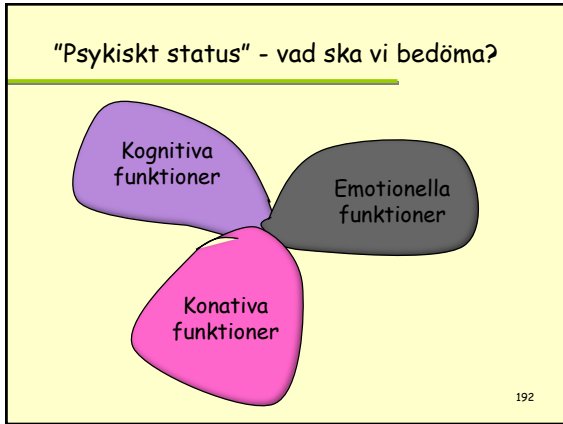 "Psykiskt status" - vad ska vi bedöma?
Kognitiva
funktioner
Emotionella
funktioner
Konativa
funktioner
192